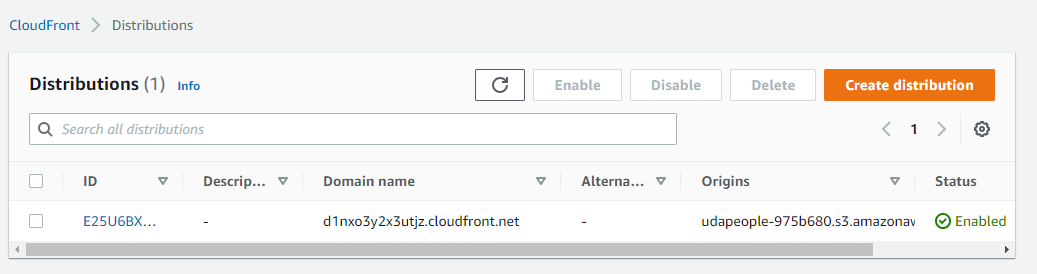 CloudFront > Distributions
Distributions (1) Info Enable Disable Delete Create distribution
Search all distributions 1
ID Descrip... Domain name Alterna... Origins Status
E25U6BX... - d1nxo3y2x3utjz.cloudfront.net - udapeople-975b680.s3.amazonaw Enabled